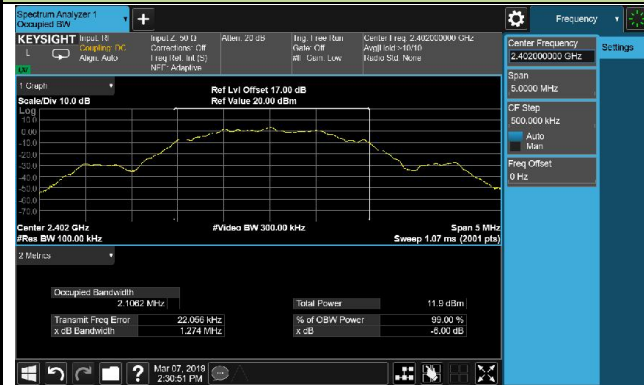 Spectrum Analyzer 1
Occupied BW
+
Frequency
KEYSIGHT Input: RF
L
Coupling: DC
Align: Auto
Input Z: 50 Ω
Corrections: Off
Freq Ref: Int (S)
NFE: Adaptive
Atten: 20 dB
Trig: Free Run
Gate: Off
#IF Gain: Low
Center Freq: 2.402000000 GHz
Avg|Hold:>10/10
Radio Std: None
Center Frequency
2.402000000 GHz
Settings
Span
5.0000 MHz
CF Step
500.000 kHz
Auto
Man
Freq Offset
0 Hz
1 Graph
Scale/Div 10.0 dB
Ref Lvl Offset 17.00 dB
Ref Value 20.00 dBm
Log
10.0
0.00
-10.0
-20.0
-30.0
-40.0
-50.0
-60.0
-70.0
Center 2.402 GHz
#Res BW 100.00 kHz
#Video BW 300.00 kHz
Span 5 MHz
Sweep 1.07 ms (2001 pts)
2 Metrics
Occupied Bandwidth
2.1062 MHz
Total Power 11.9 dBm
Transmit Freq Error 22.056 kHz
% of OBW Power 99.00 %
x dB Bandwidth 1.274 MHz
x dB -6.00 dB
?
Mar 07, 2019
2:30:51 PM